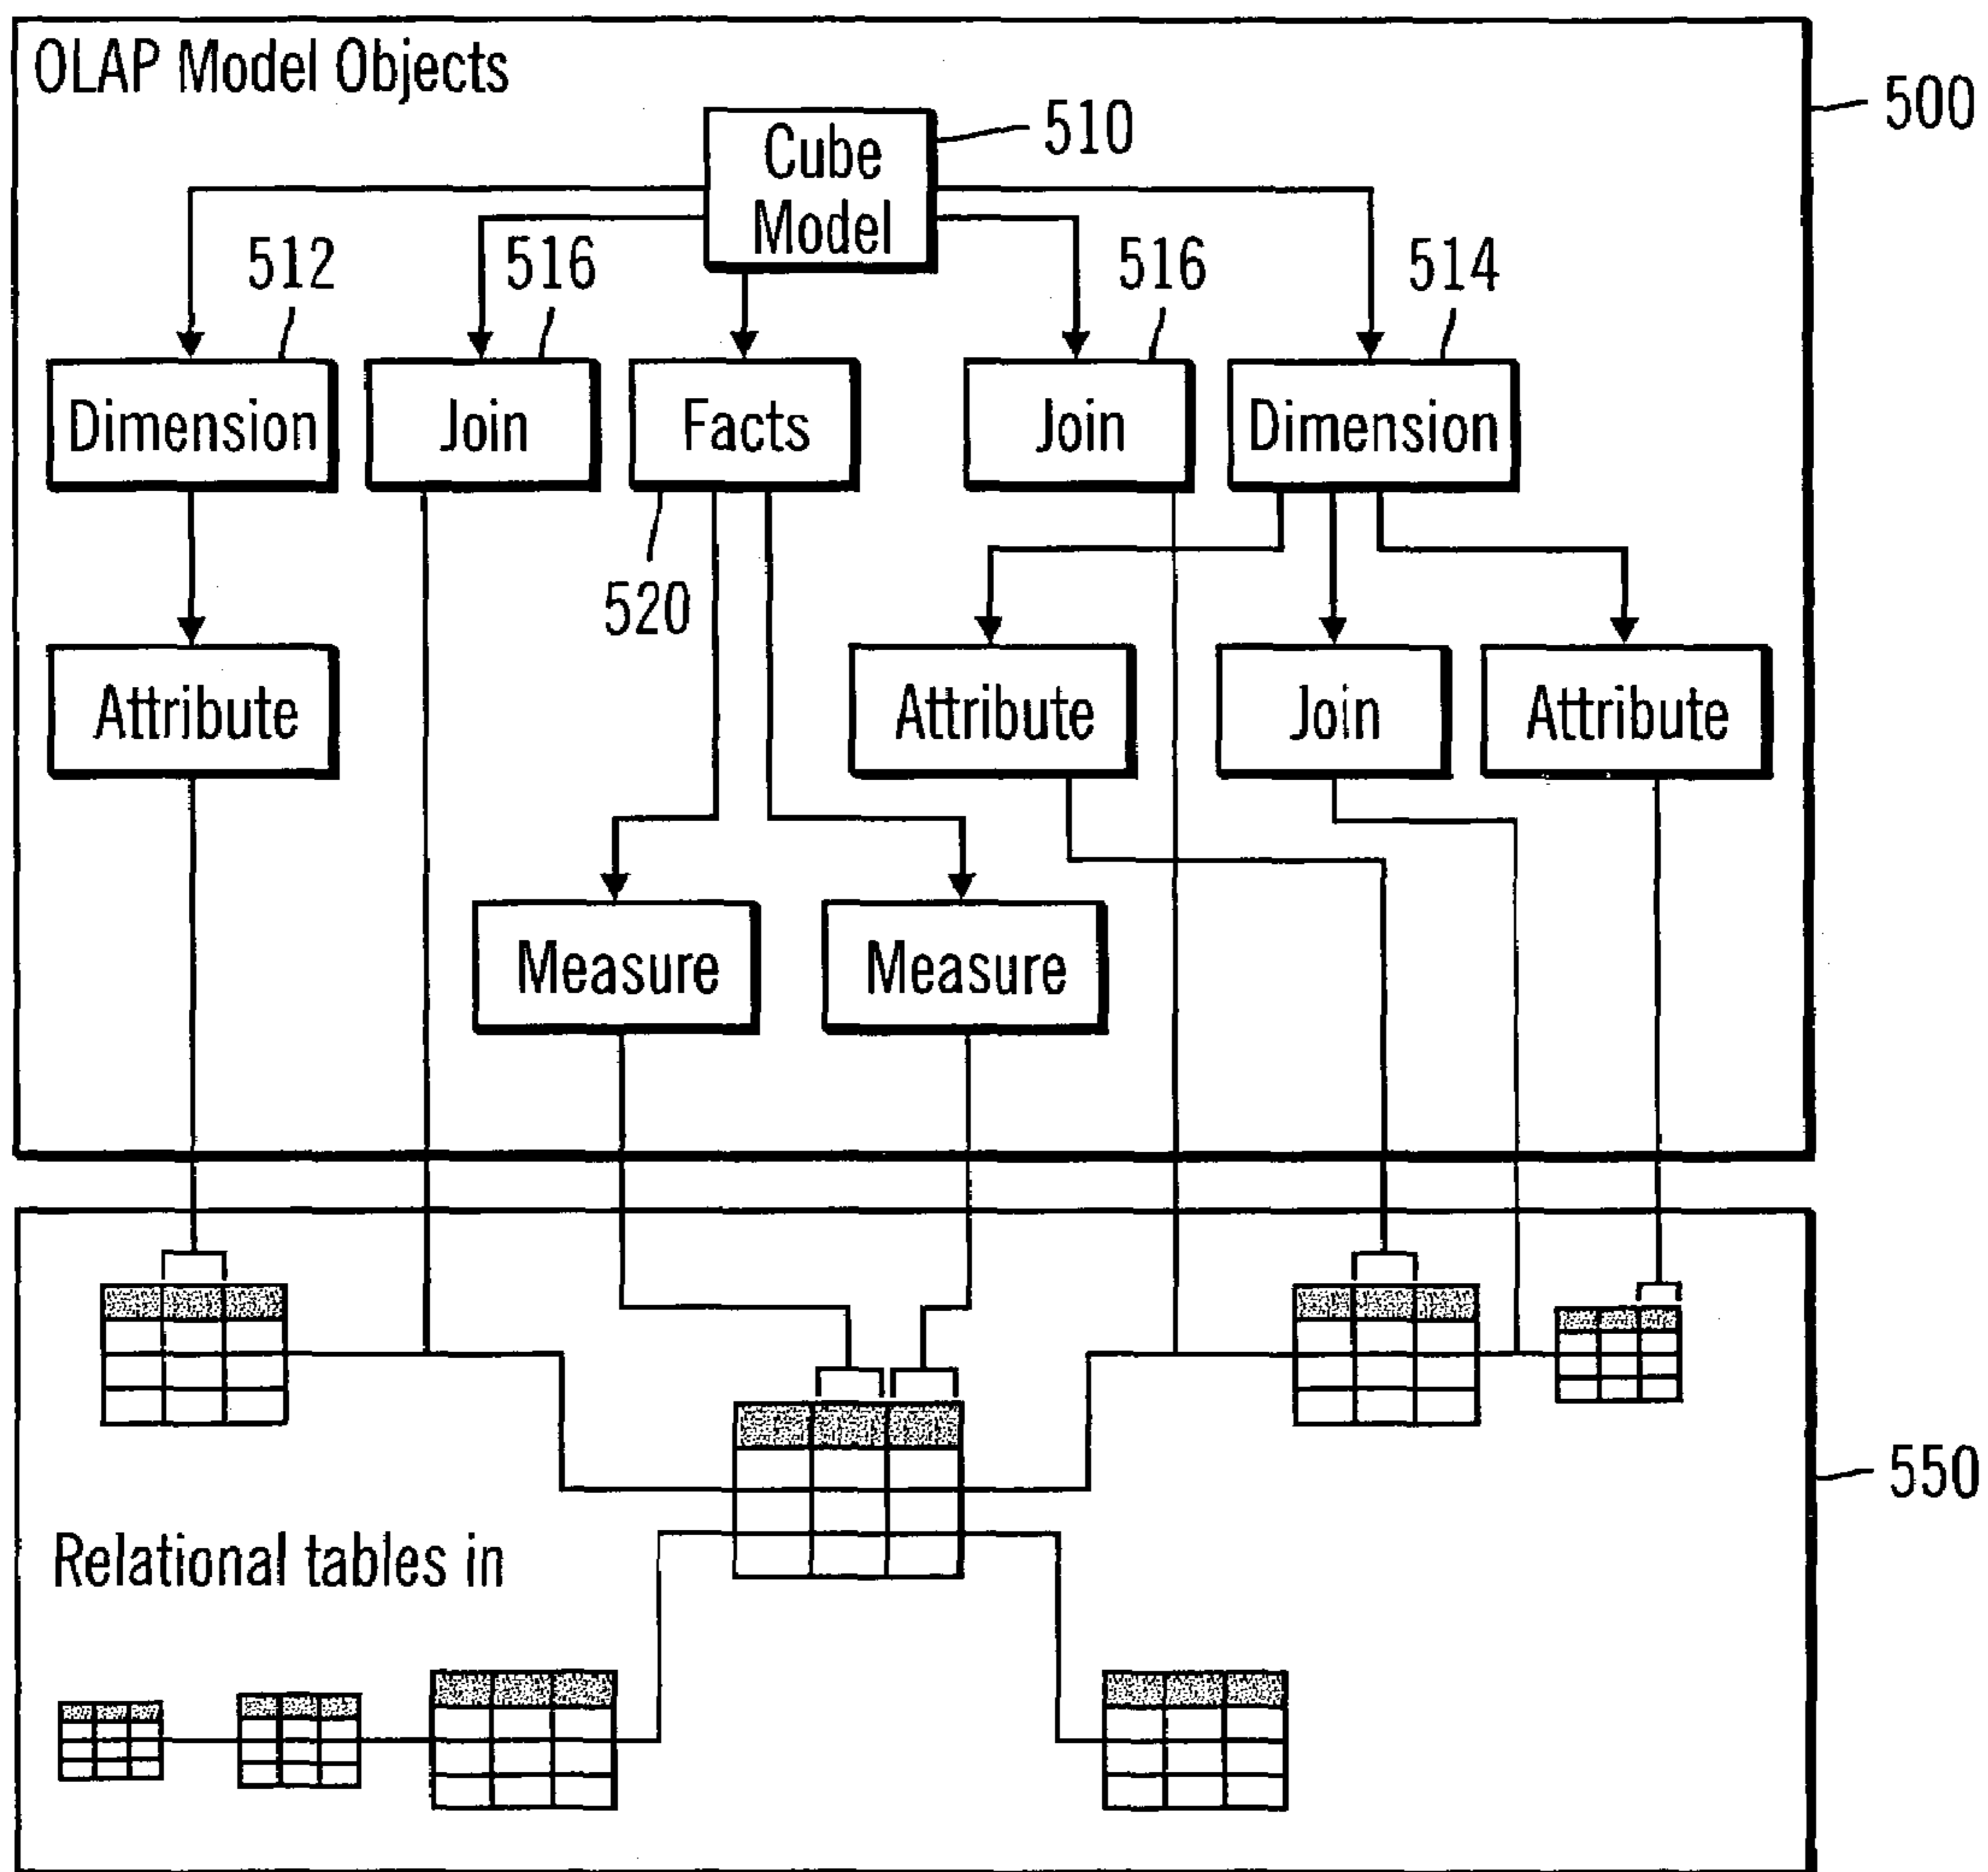 OLAP Model Objects
500
Cube
Model
510
512
516
516
514
Dimension
Join
Facts
Join
Dimension
520
Attribute
Attribute
Join
Attribute
Measure
Measure
550
Relational tables in